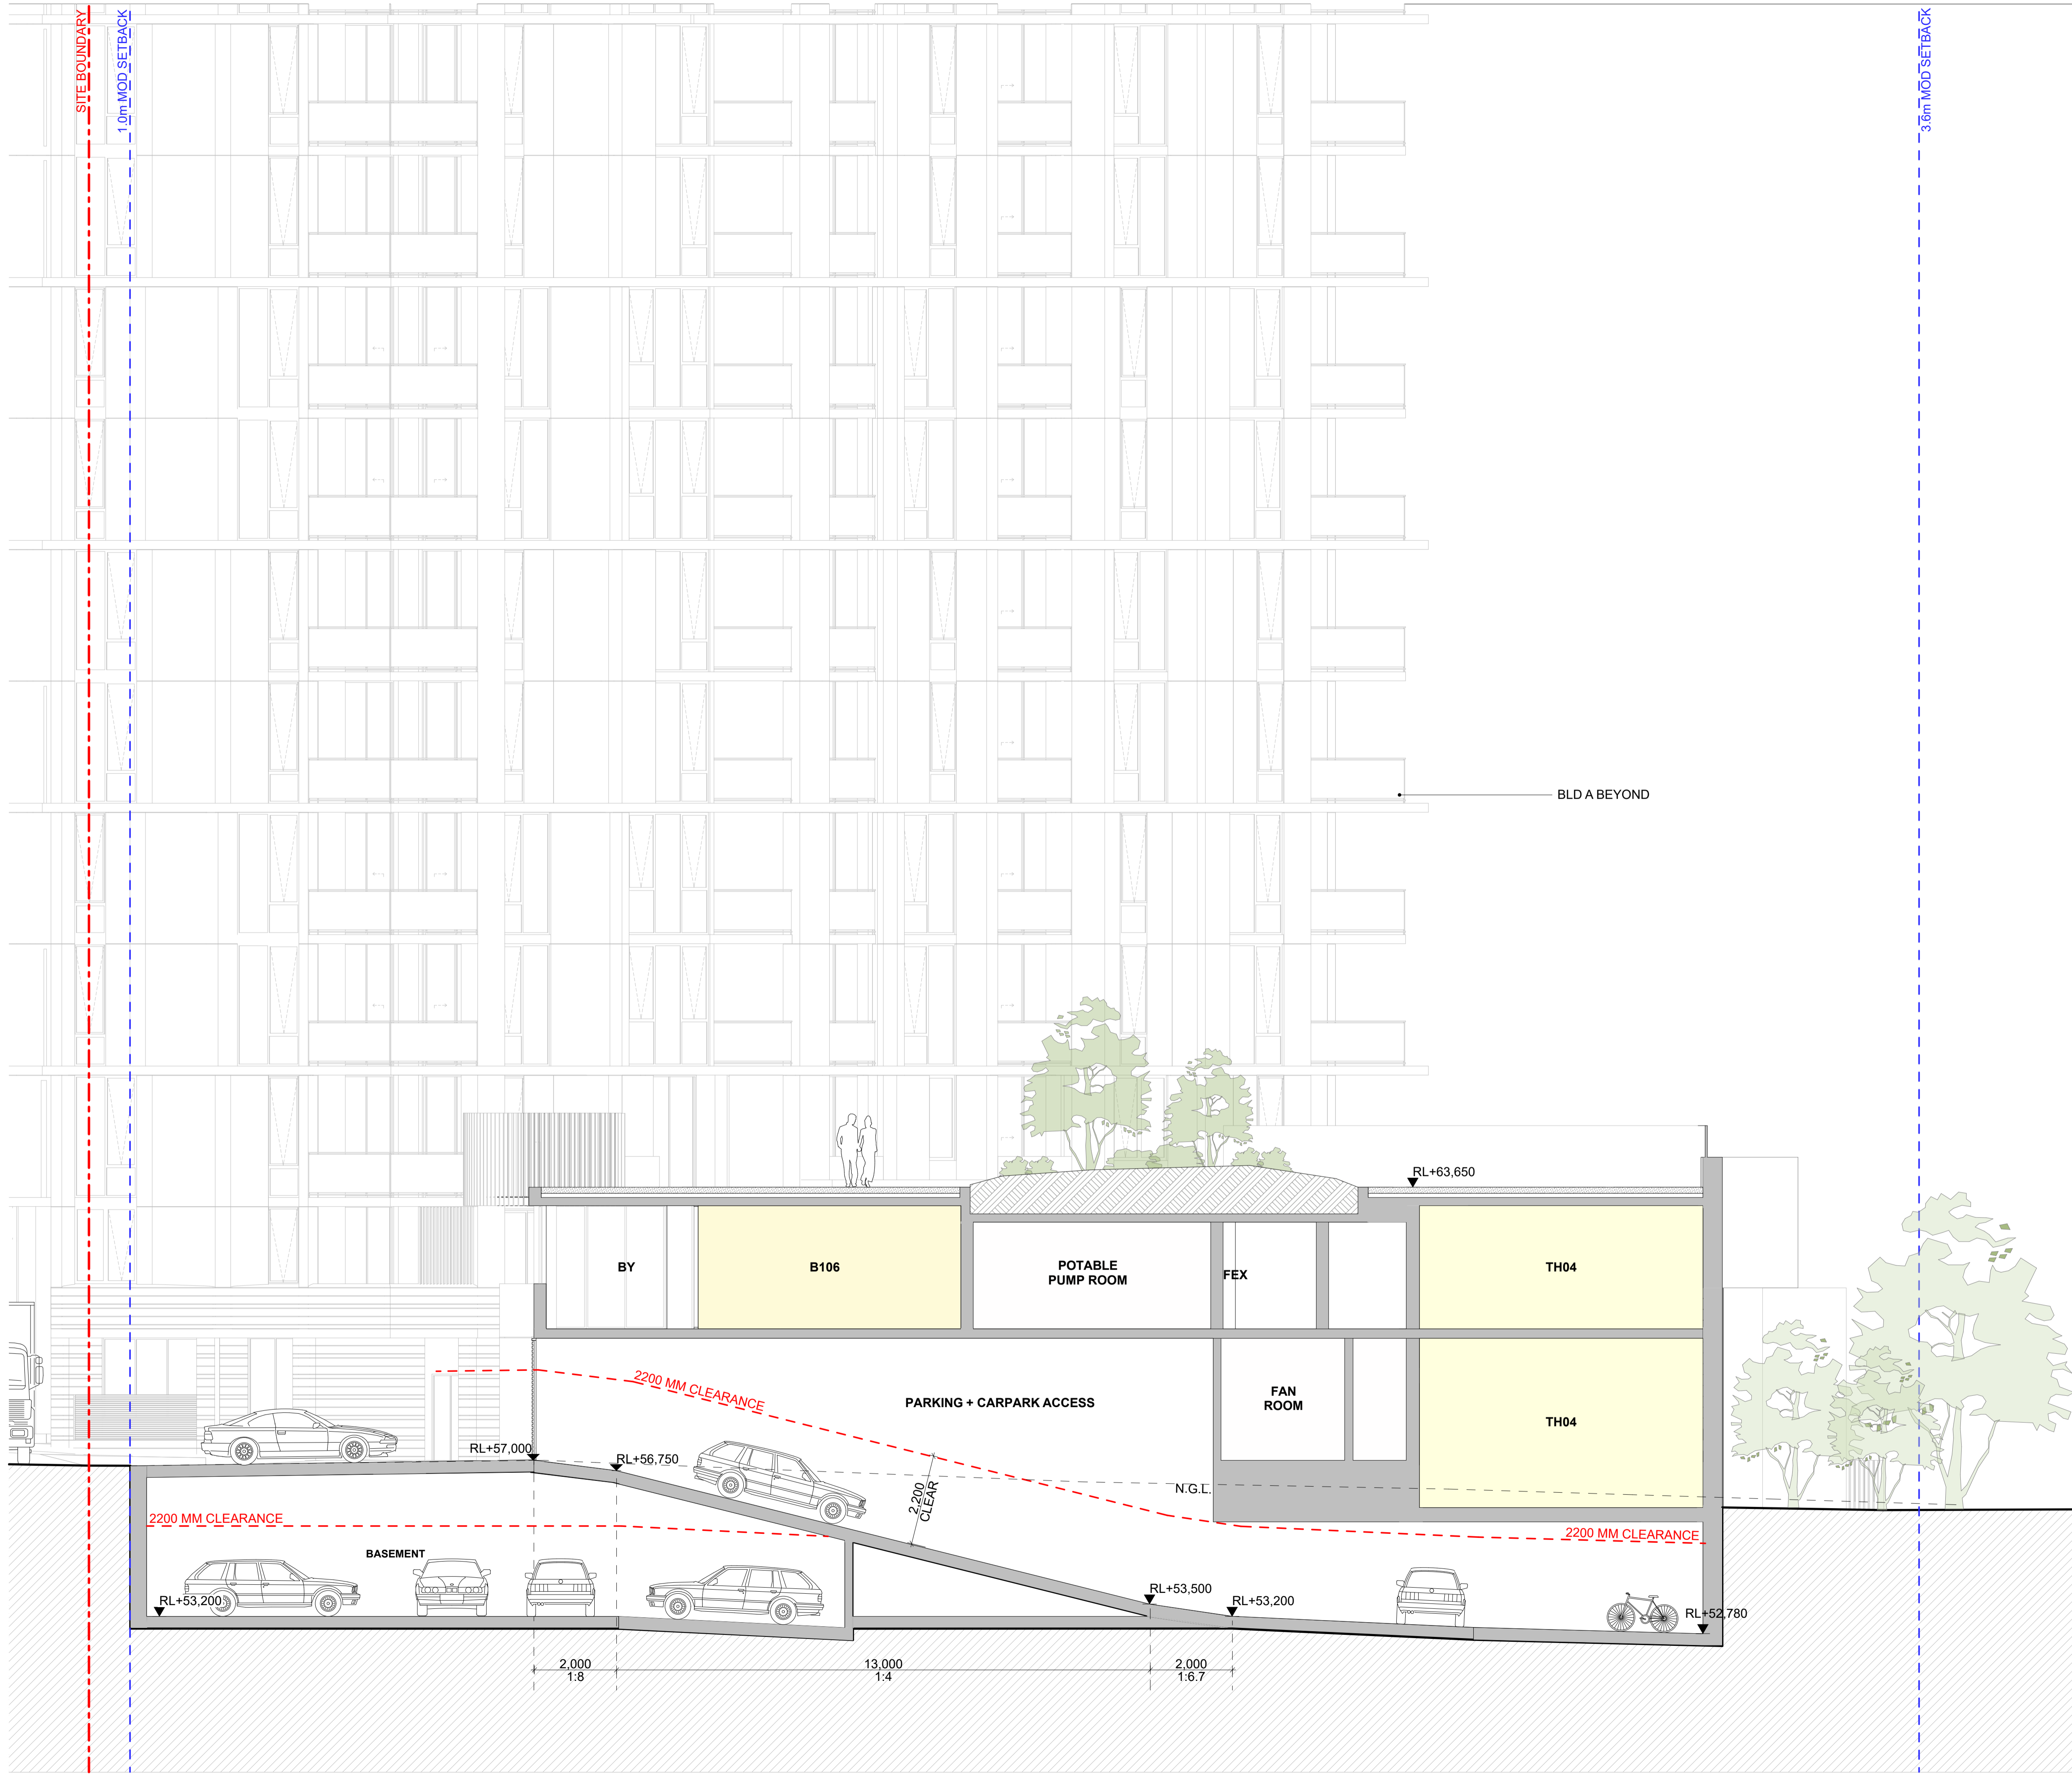 SITE BOUNDARY
1.0m MOD SETBACK
3.6m MOD SETBACK
BLD A BEYOND
RL+63,650
BY
B106
POTABLE
PUMP ROOM
FEX
TH04
2200 MM CLEARANCE
PARKING + CARPARK ACCESS
FAN
ROOM
TH04
RL+57,000
RL+56,750
2.200
CLEAR
N.G.L.
2200 MM CLEARANCE
2200 MM CLEARANCE
BASEMENT
RL+53,200
RL+53,500
RL+53,200
RL+52,780
2,000
1:8
13,000
1:4
2,000
1:6.7